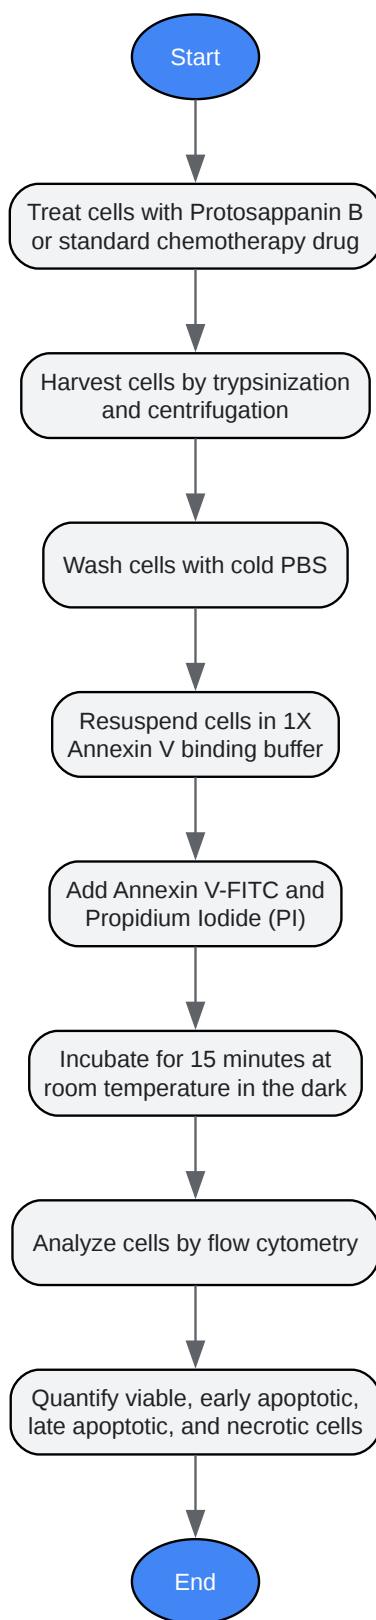 Start
Treat cells with Protosappanin B
or standard chemotherapy drug
Harvest cells by trypsinization
and centrifugation
Wash cells with cold PBS
Resuspend cells in 1X
Annexin V binding buffer
Add Annexin V-FITC and
Propidium Iodide (PI)
Incubate for 15 minutes at
room temperature in the dark
Analyze cells by flow cytometry
Quantify viable, early apoptotic,
late apoptotic, and necrotic cells
End